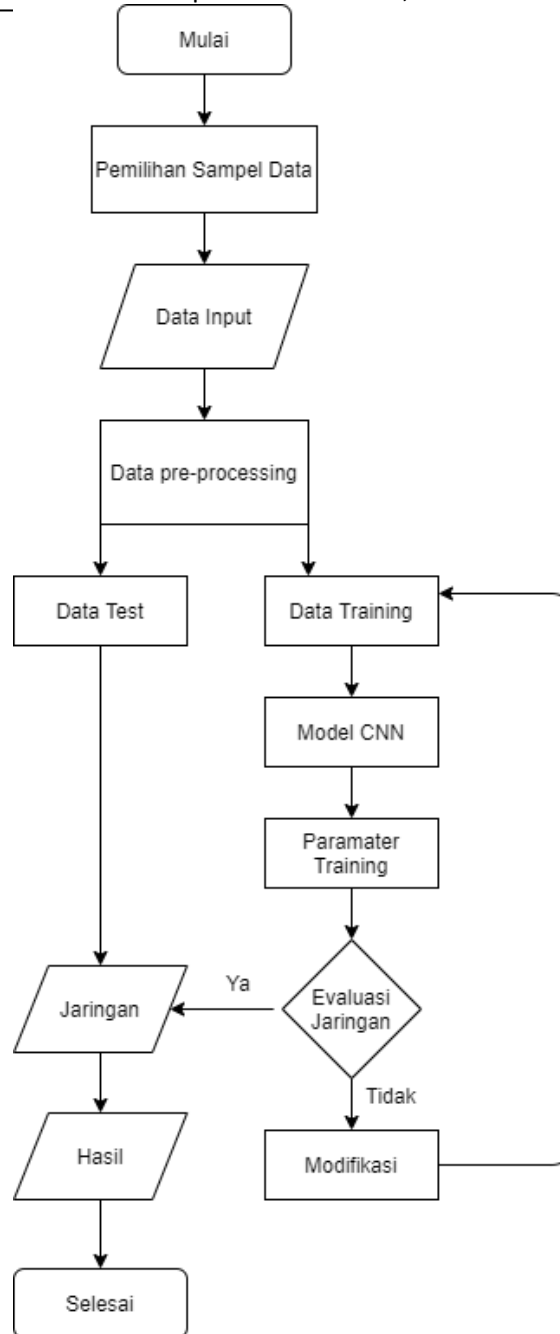 Mulai
Pemilihan Sampel Data
Data Input
Data pre-processing
Data Test
Data Training
Model CNN
Paramater
Training
Evaluasi
Jaringan
Ya
Jaringan
Tidak
Hasil
Modifikasi
Selesai